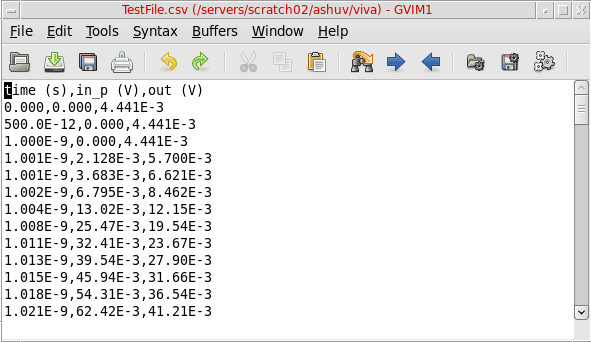 TestFile.csv (/servers/scratch02/ashuv/viva) - GVIM1
File Edit Tools Syntax Buffers Window Help
time (s),in_p (V),out (V)
0.000,0.000,4.441E-3
500.0E-12,0.000,4.441E-3
1.000E-9,0.000,4.441E-3
1.001E-9,2.128E-3,5.700E-3
1.001E-9,3.683E-3,6.621E-3
1.002E-9,6.795E-3,8.462E-3
1.004E-9,13.02E-3,12.15E-3
1.008E-9,25.47E-3,19.54E-3
1.011E-9,32.41E-3,23.67E-3
1.013E-9,39.54E-3,27.90E-3
1.015E-9,45.94E-3,31.66E-3
1.018E-9,54.31E-3,36.54E-3
1.021E-9,62.42E-3,41.21E-3